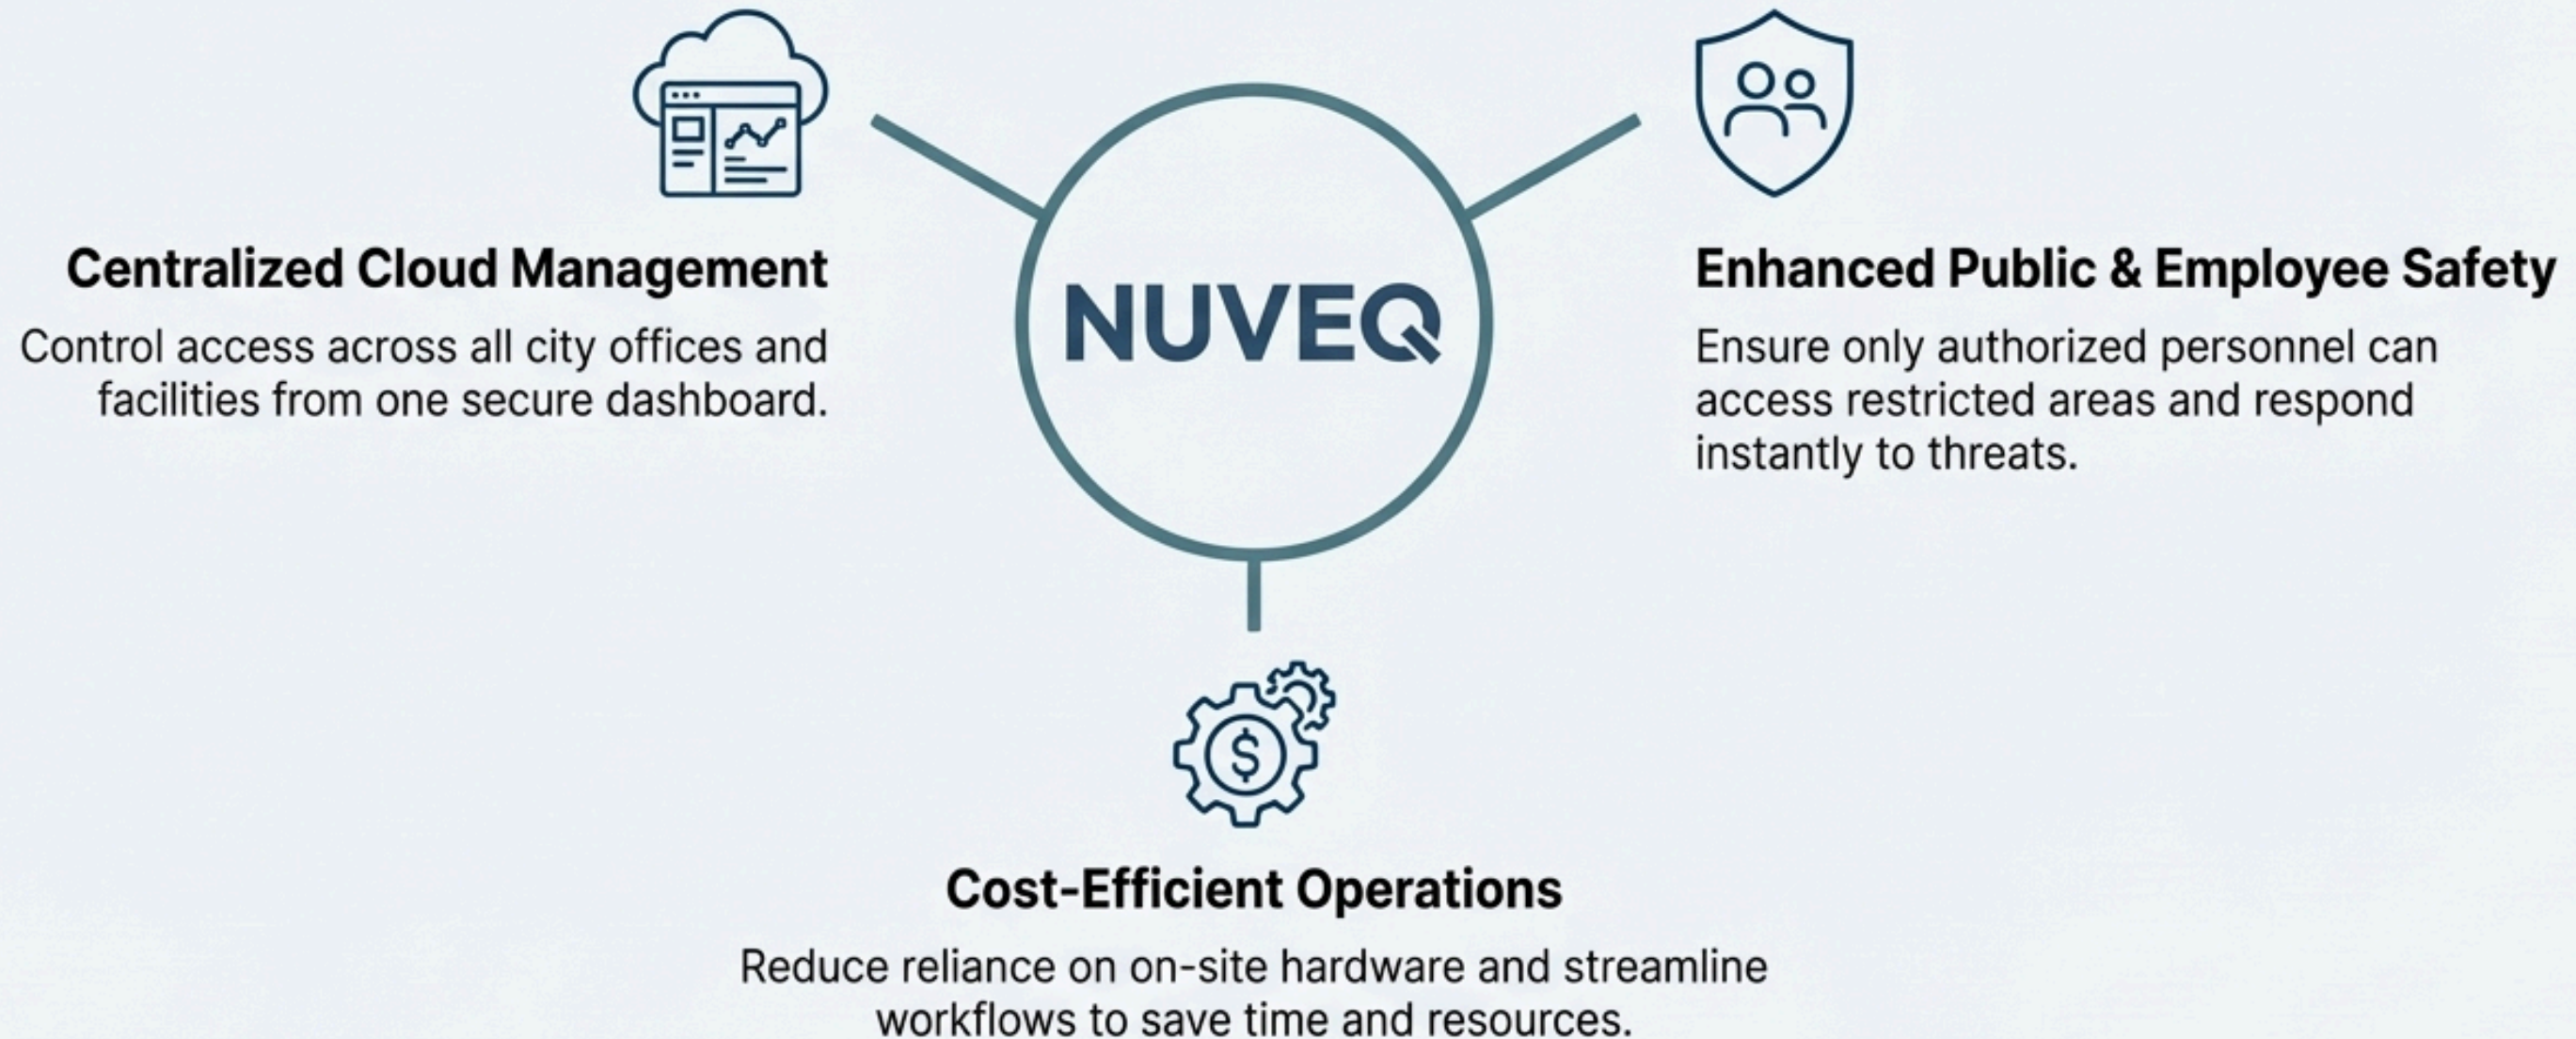 Centralized Cloud Management
Control access across all city offices and
facilities from one secure dashboard.
NUVEQ
Enhanced Public & Employee Safety
Ensure only authorized personnel can
access restricted areas and respond
instantly to threats.
$
Cost-Efficient Operations
Reduce reliance on on-site hardware and streamline
workflows to save time and resources.